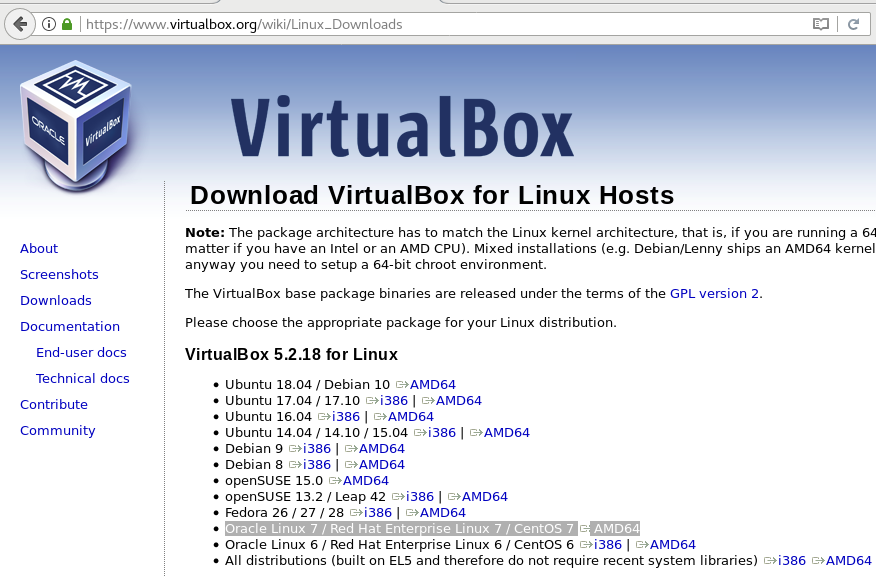 https://www.virtualbox.org/wiki/Linux_Downloads
ORACLE
VirtualBox
VirtualBox
Download VirtualBox for Linux Hosts
About
Screenshots
Downloads
Documentation
End-user docs
Technical docs
Contribute
Community
Note: The package architecture has to match the Linux kernel architecture, that is, if you are running a 64
matter if you have an Intel or an AMD CPU). Mixed installations (e.g. Debian/Lenny ships an AMD64 kernel
anyway you need to setup a 64-bit chroot environment.
The VirtualBox base package binaries are released under the terms of the GPL version 2.
Please choose the appropriate package for your Linux distribution.
VirtualBox 5.2.18 for Linux
Ubuntu 18.04 / Debian 10 AMD64
Ubuntu 17.04 / 17.10 i386 | AMD64
Ubuntu 16.04 i386 | AMD64
Ubuntu 14.04 / 14.10 / 15.04 i386 | AMD64
Debian 9 i386 | AMD64
Debian 8 i386 | AMD64
openSUSE 15.0 AMD64
openSUSE 13.2 / Leap 42 i386 | AMD64
Fedora 26 / 27 / 28 i386 | AMD64
Oracle Linux 7 / Red Hat Enterprise Linux 7 / CentOS 7 AMD64
Oracle Linux 6 / Red Hat Enterprise Linux 6 / CentOS 6 i386 | AMD64
All distributions (built on EL5 and therefore do not require recent system libraries) i386 AMD64